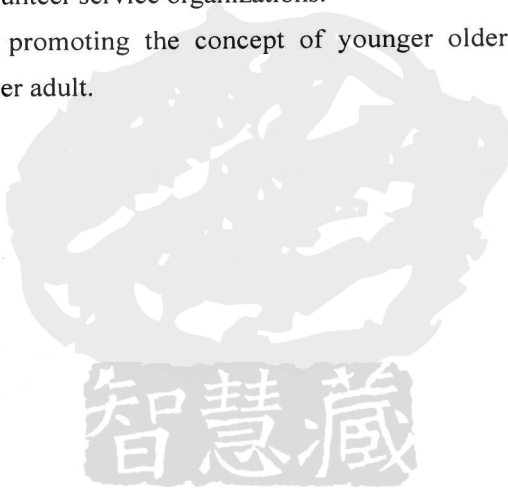 unteer service organizations.
promoting the concept of younger older
er adult.
智慧藏